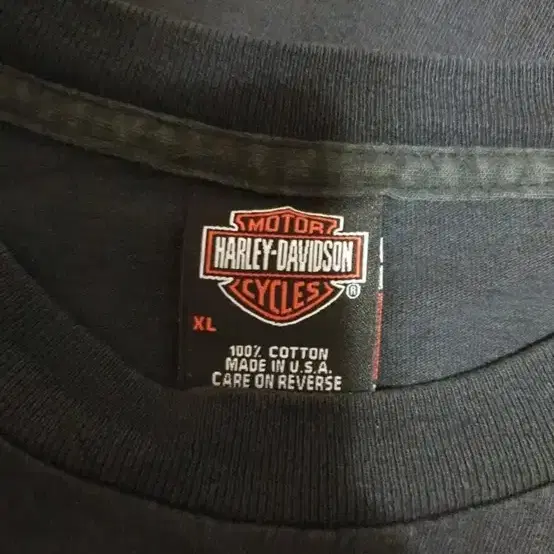 MOTOR
HARLEY-DAVIDSON
CYCLES ®
XL
100% COTTON
MADE IN U.S.A.
CARE ON REVERSE